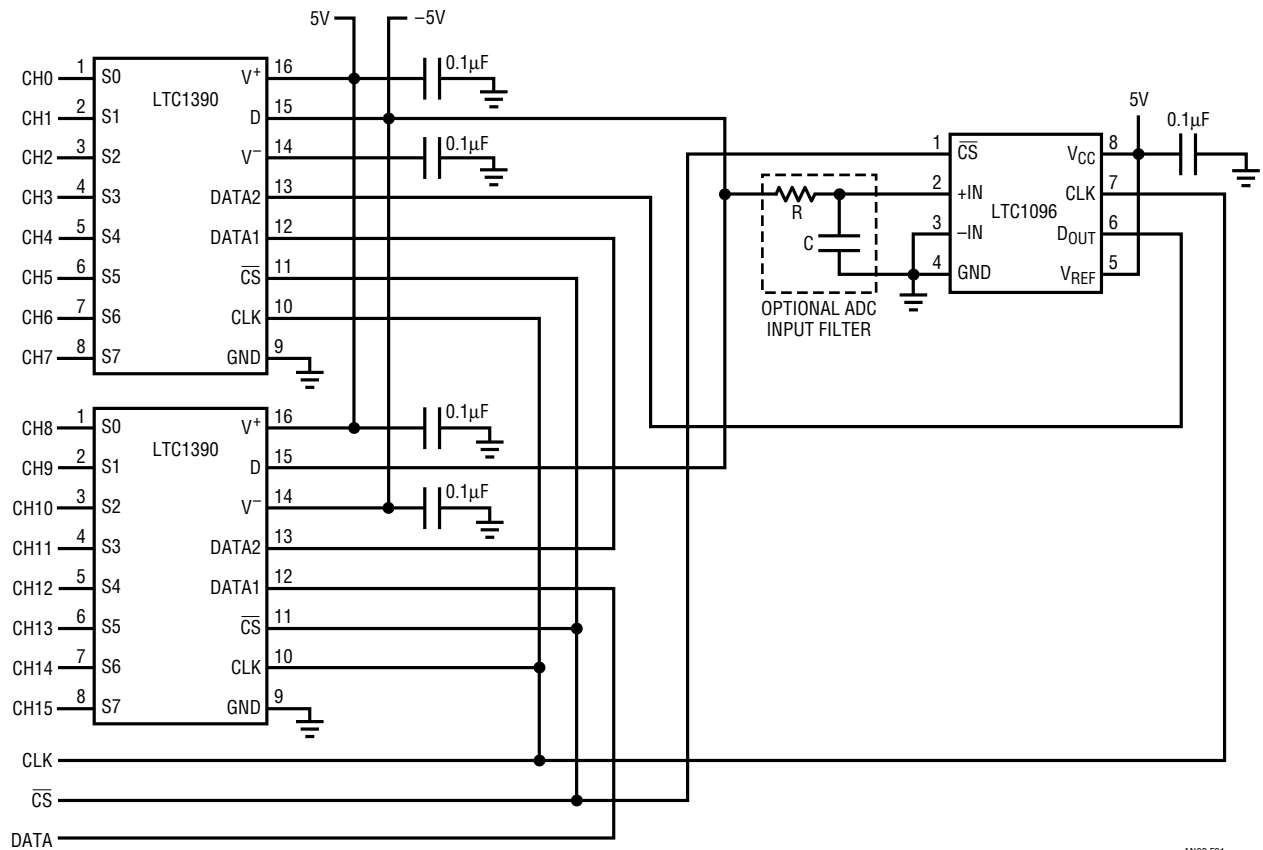 5V
–5V
CH0 1 S0
CH1 2 S1
CH2 3 S2
CH3 4 S3
CH4 5 S4
CH5 6 S5
CH6 7 S6
CH7 8 S7
LTC1390
V+ 16
D 15
V– 14
DATA2 13
DATA1 12
CS 11
CLK 10
GND 9
0.1µF
0.1µF
CH8 1 S0
CH9 2 S1
CH10 3 S2
CH11 4 S3
CH12 5 S4
CH13 6 S5
CH14 7 S6
CH15 8 S7
LTC1390
V+ 16
D 15
V– 14
DATA2 13
DATA1 12
CS 11
CLK 10
GND 9
0.1µF
0.1µF
CLK
CS
DATA
R
C
OPTIONAL ADC
INPUT FILTER
5V
0.1µF
1 CS
2 +IN
3 –IN
4 GND
LTC1096
VCC 8
CLK 7
DOUT 6
VREF 5